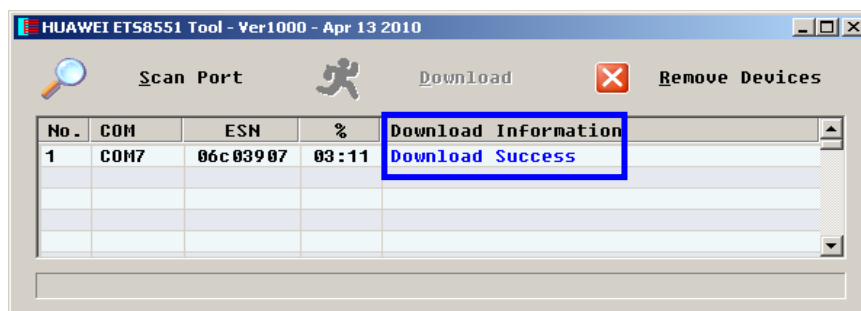 HUAWEI ETS8551 Tool - Ver1000 - Apr 13 2010
Scan Port Download Remove Devices
No. COM ESN % Download Information
1 COM7 06c03907 03:11 Download Success